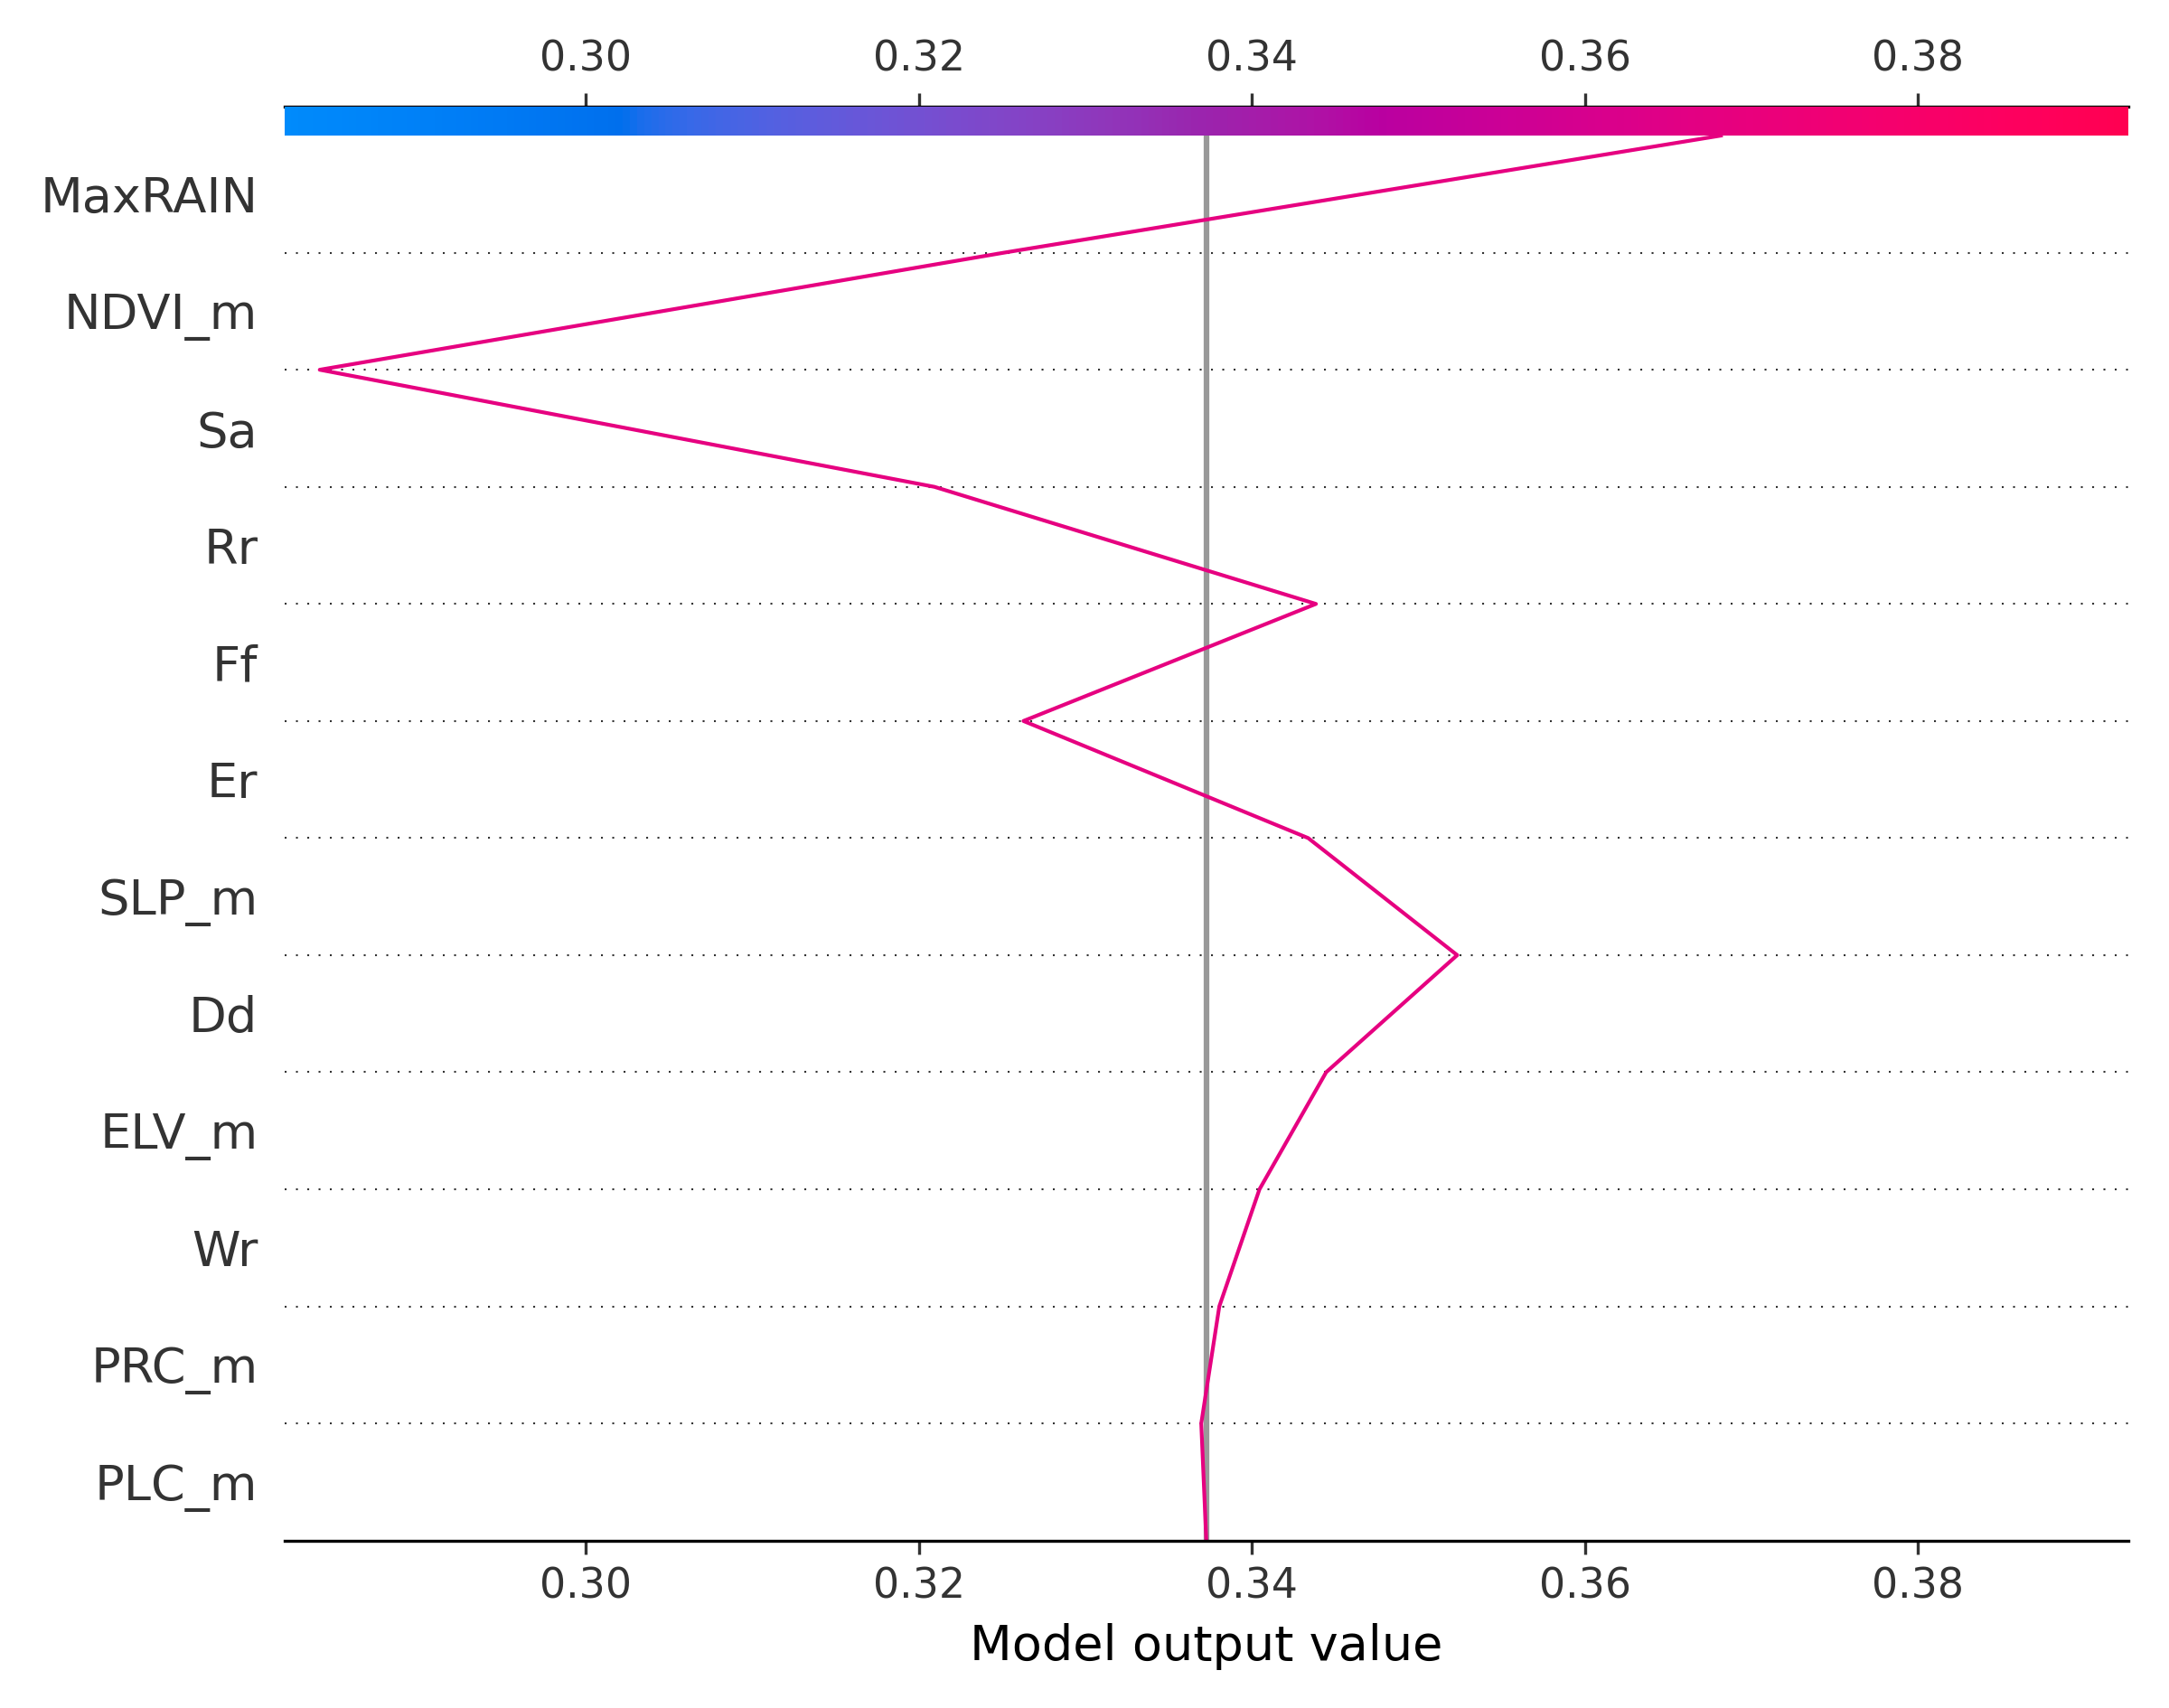 0.30 0.32 0.34 0.36 0.38
MaxRAIN
NDVI_m
Sa
Rr
Ff
Er
SLP_m
Dd
ELV_m
Wr
PRC_m
PLC_m
0.30 0.32 0.34 0.36 0.38
Model output value